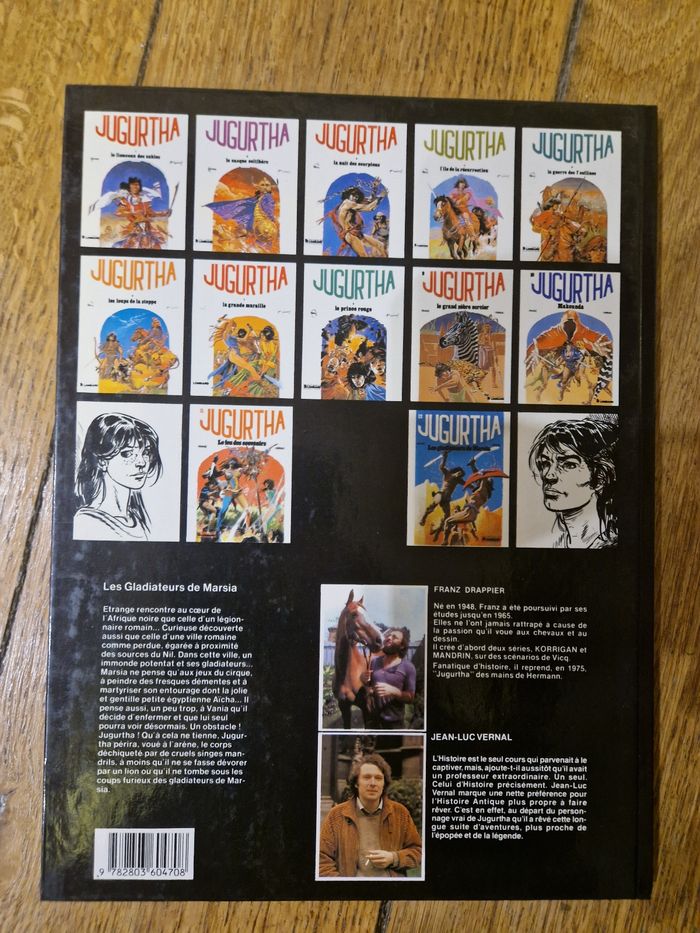 JUGURTHA
le lionceau des sables
JUGURTHA
le casque celtibère
JUGURTHA
la nuit des scorpions
JUGURTHA
l'île de la résurrection
JUGURTHA
la guerre des 7 collines
JUGURTHA
les loups de la steppe
JUGURTHA
la grande muraille
LOMBARD
JUGURTHA
le prince rouge
JUGURTHA
le grand zèbre sorcier
JUGURTHA
Makounda
JUGURTHA
Le feu des souvenirs
JUGURTHA
Les gladiateurs de Marsia
Les Gladiateurs de Marsia
Etrange rencontre au cœur de
l'Afrique noire que celle d'un légion-
naire romain... Curieuse découverte
aussi que celle d'une ville romaine
comme perdue, égarée à proximité
des sources du Nil. Dans cette ville, un
immonde potentat et ses gladiateurs...
Marsia ne pense qu'aux jeux du cirque,
à peindre des fresques démentes et à
martyriser son entourage dont la jolie
et gentille petite égyptienne Aïcha... Il
pense aussi, un peu trop, à Vania qu'il
décide d'enfermer et que lui seul
pourra voir désormais. Un obstacle !
Jugurtha ! Qu'à cela ne tienne, Jugur-
tha périra, voué à l'arène, le corps
déchiqueté par de cruels singes man-
drils, à moins qu'il ne se fasse dévorer
par un lion ou qu'il ne tombe sous les
coups furieux des gladiateurs de Mar-
sia.
9 782803 604708
FRANZ DRAPPIER
Né en 1948, Franz a été poursuivi par ses
études jusqu'en 1965.
Elles ne l'ont jamais rattrapé a cause de
la passion qu'il voue aux chevaux et au
dessin.
Il crée d'abord deux séries, KORRIGAN et
MANDRIN, sur des scénarios de Vicq.
Fanatique d'histoire, il reprend, en 1975,
"Jugurtha" des mains de Hermann.
JEAN-LUC VERNAL
L'Histoire est le seul cours qui parvenait à le
captiver, mais, ajoute-t-il aussitôt qu'il avait
un professeur extraordinaire. Un seul.
Celui d'Histoire précisément. Jean-Luc
Vernal marque une nette préférence pour
l'Histoire Antique plus propre à faire
rêver. C'est en effet, au départ du person-
nage vrai de Jugurtha qu'il a rêvé cette lon-
gue suite d'aventures, plus proche de
l'épopée et de la légende.